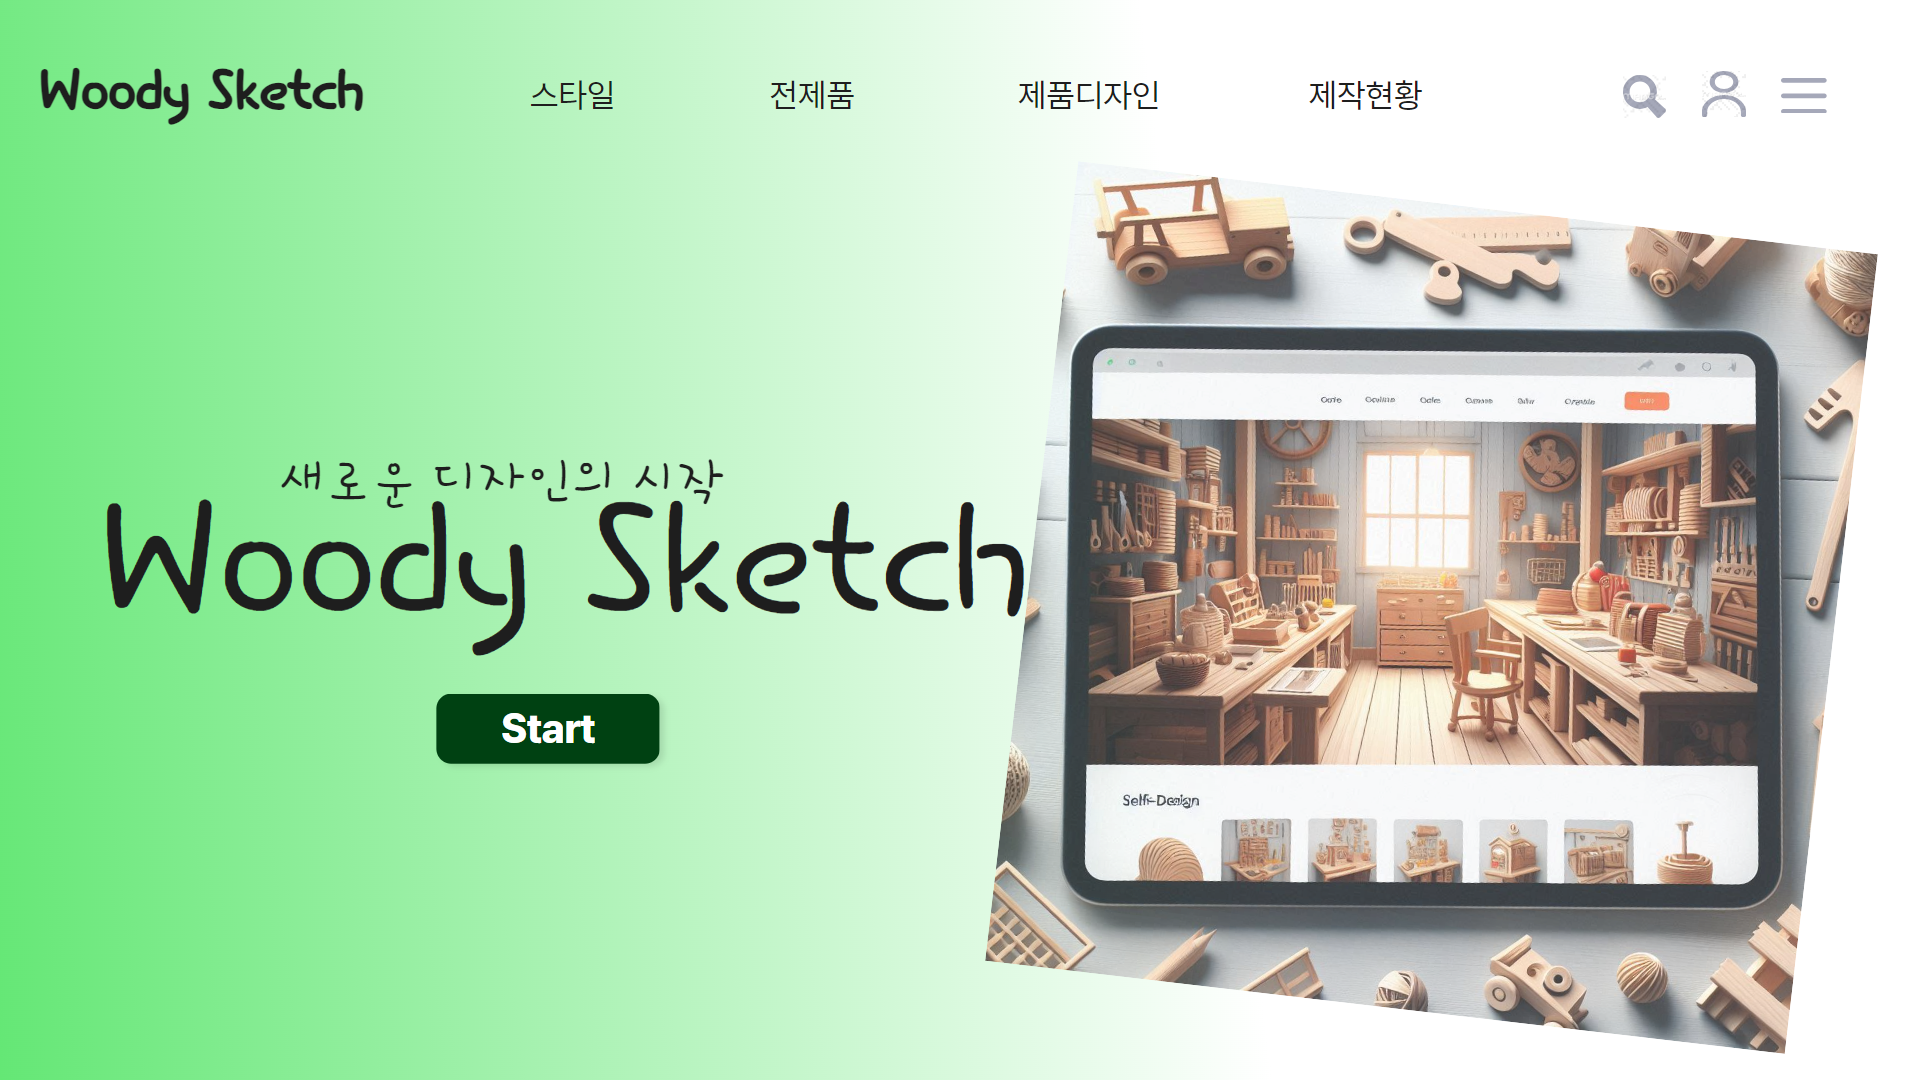 Woody Sketch
스타일
전제품
제품디자인
제작현황
새로운 디자인의 시작
Woody Sketch
Start
Self-Design